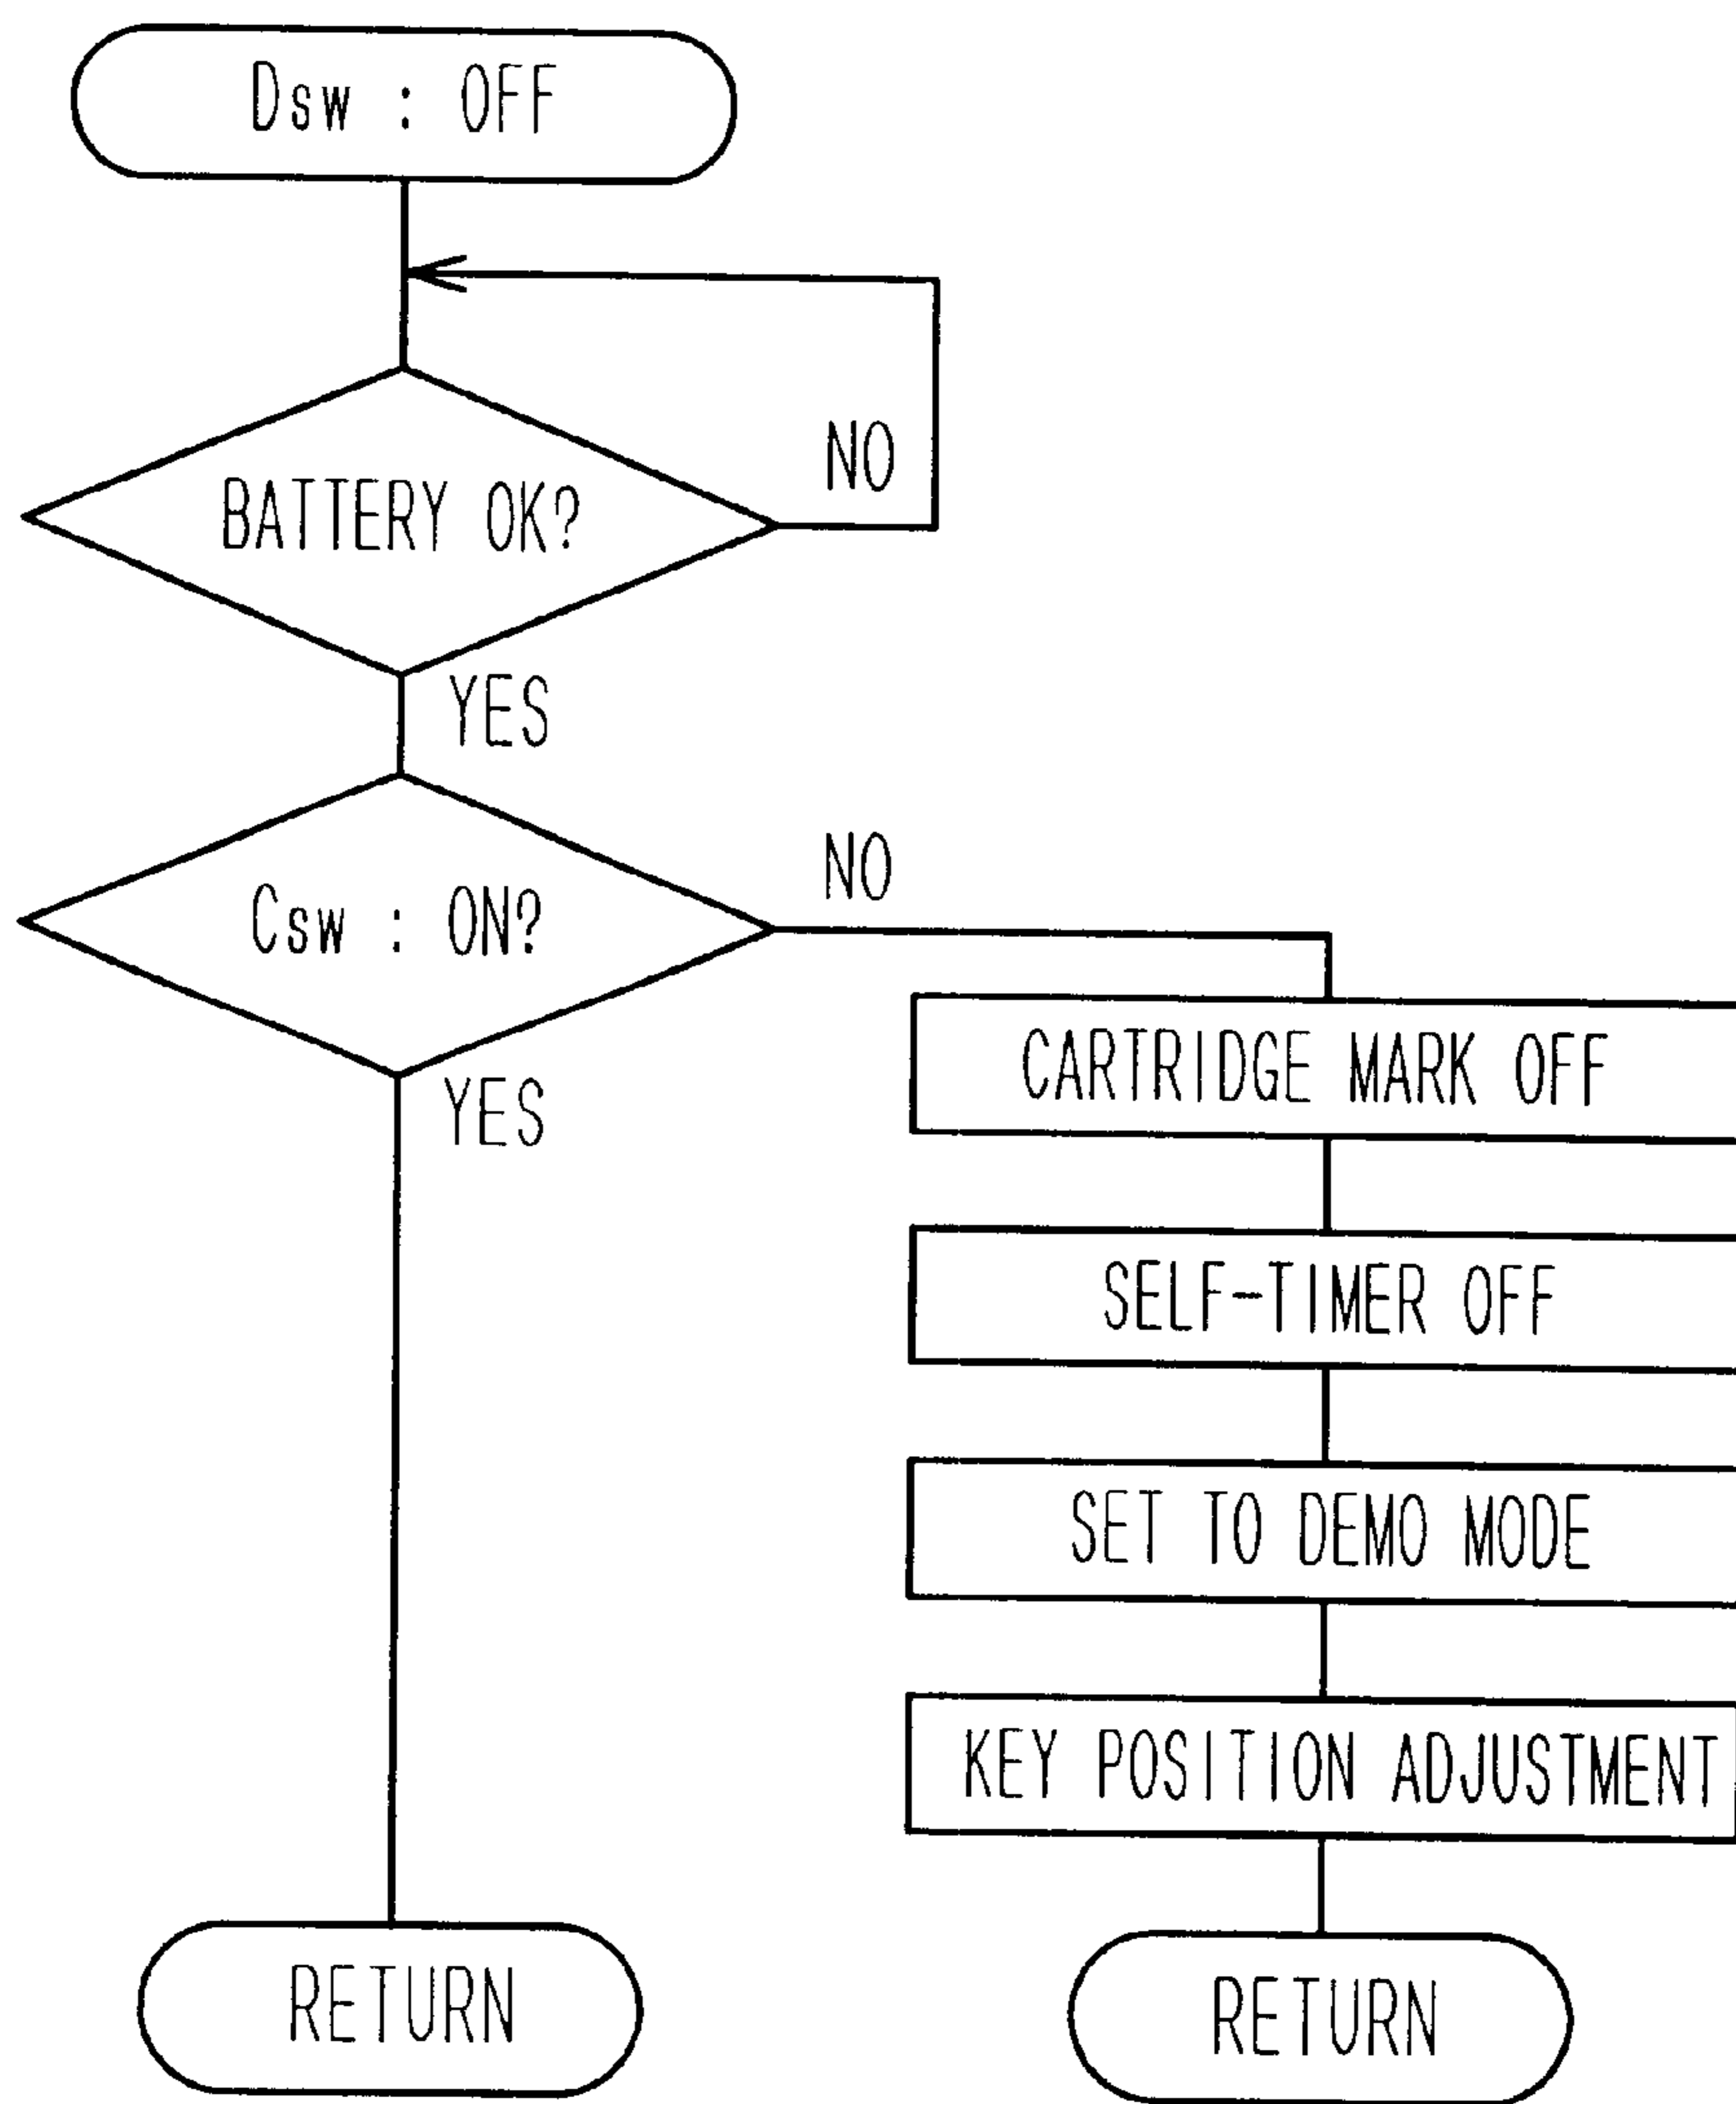 Dsw : OFF
NO
BATTERY OK?
YES
NO
Csw : ON?
YES
CARTRIDGE MARK OFF
SELF-TIMER OFF
SET TO DEMO MODE
KEY POSITION ADJUSTMENT
RETURN
RETURN